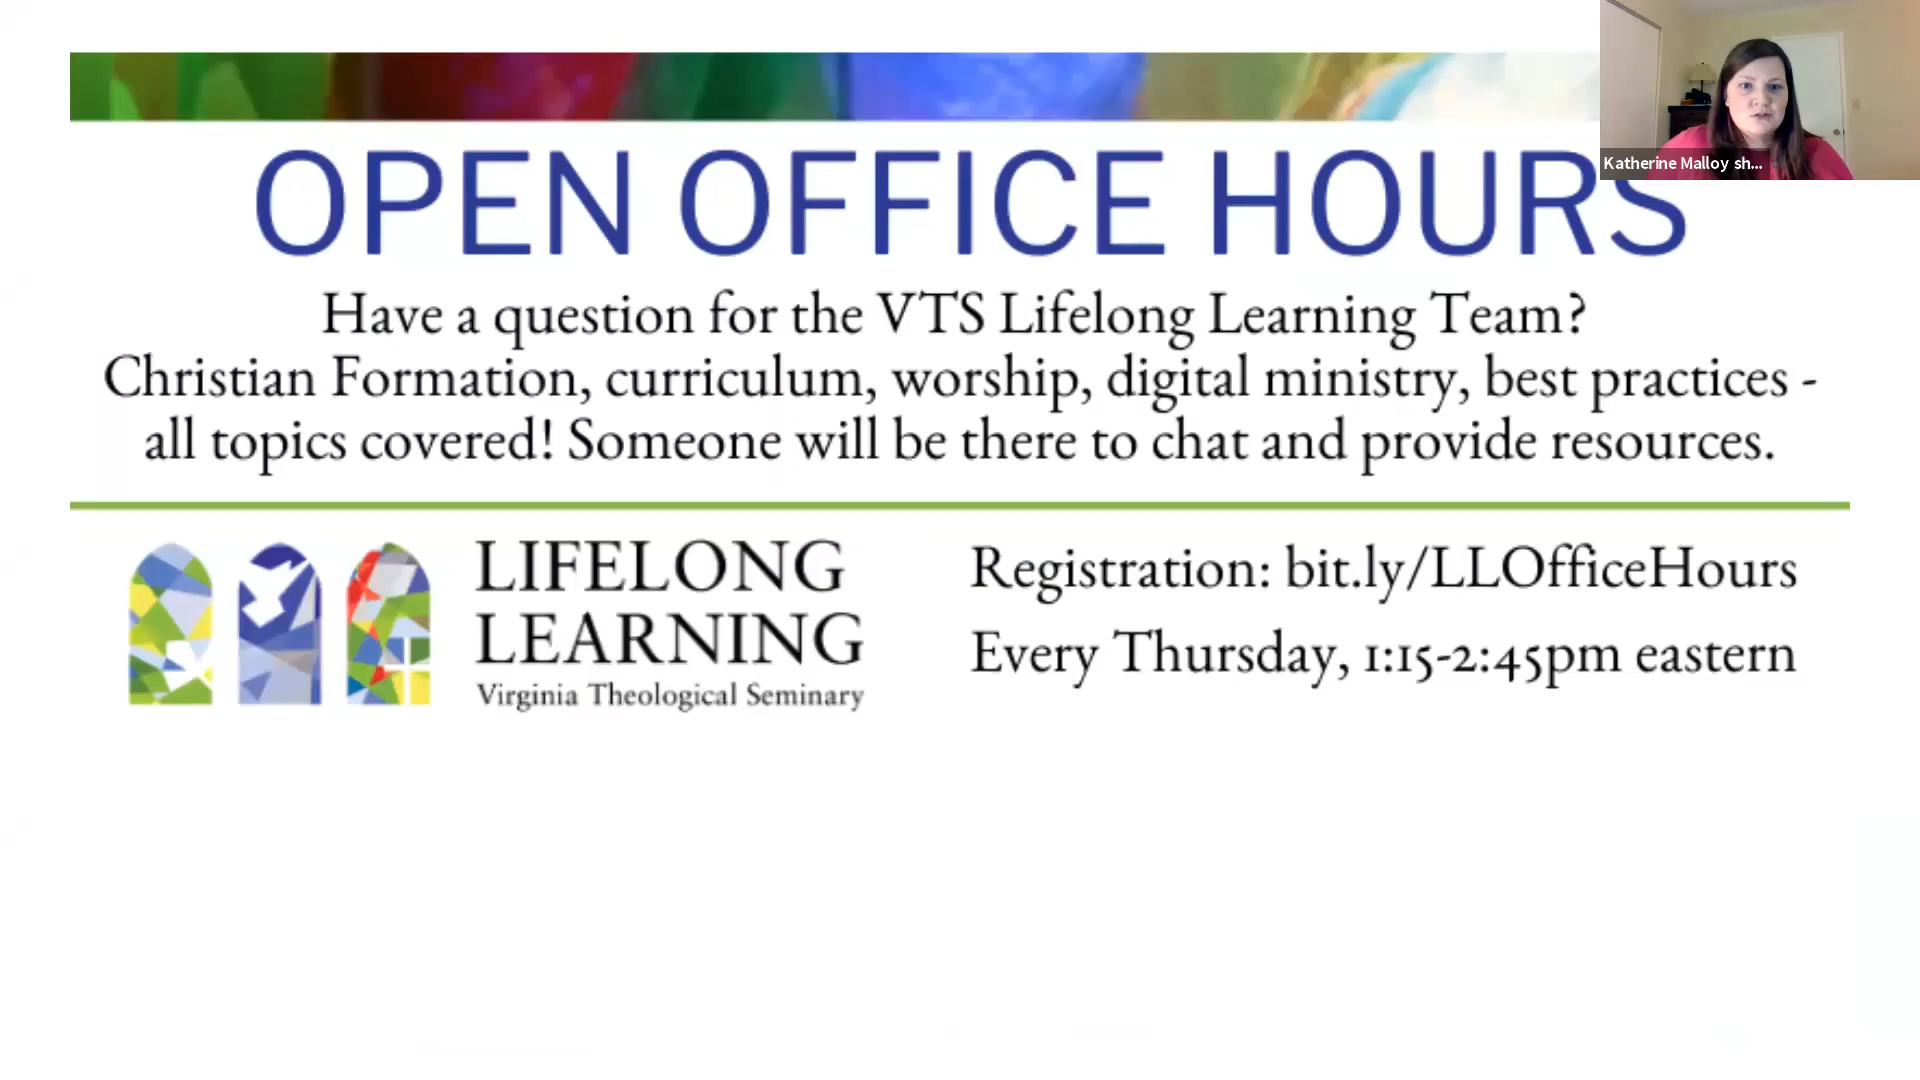 Katherine Malloy sh...
OPEN OFFICE HOURS
Have a question for the VTS Lifelong Learning Team?
Christian Formation, curriculum, worship, digital ministry, best practices -
all topics covered! Someone will be there to chat and provide resources.
LIFELONG
LEARNING
Virginia Theological Seminary
Registration: bit.ly/LLOfficeHours
Every Thursday, 1:15-2:45pm eastern